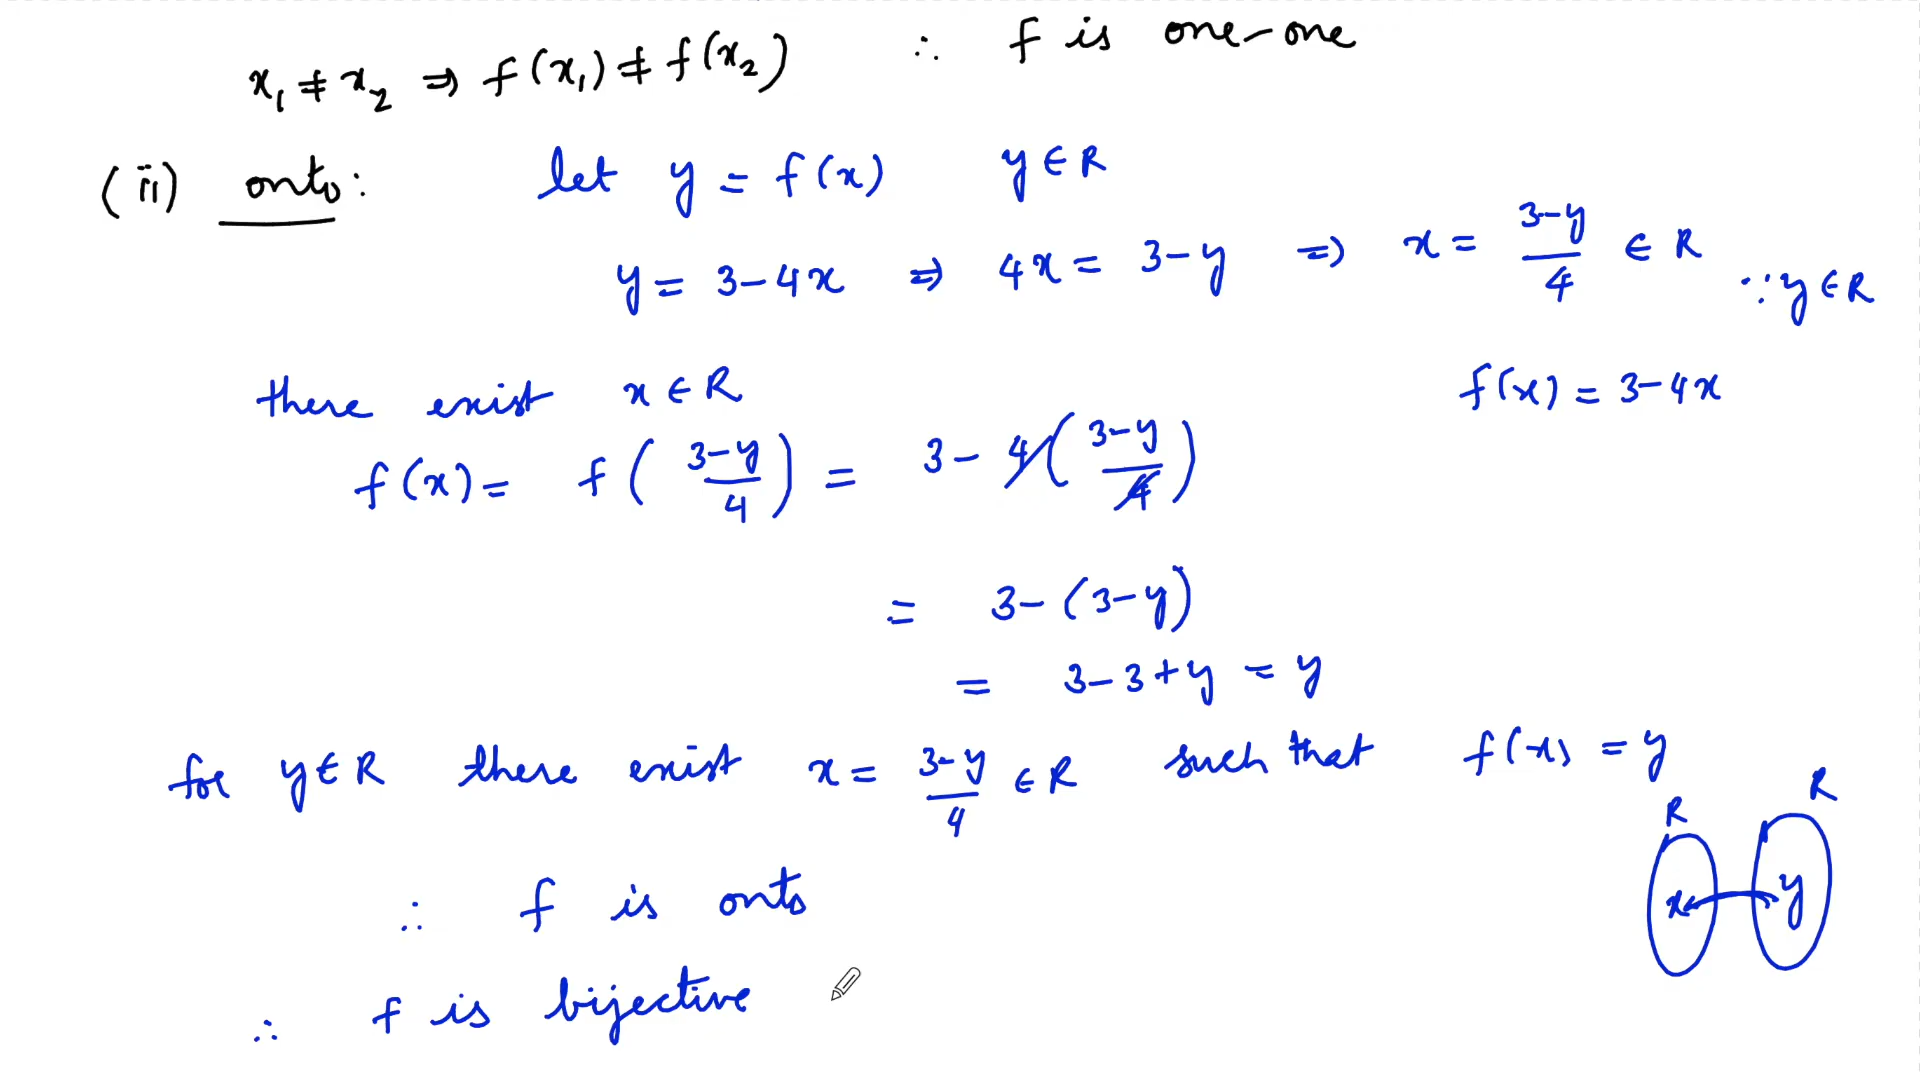 x₁ ≠ x₂ ⇒ f(x₁) ≠ f(x₂) ∴ f is one-one
(ii) onto: let y = f(x) y ∈ R
y = 3-4x ⇒ 4x = 3-y ⇒ x = (3-y)/4 ∈ R ∵ y ∈ R
there exist x ∈ R f(x) = 3-4x
f(x) = f((3-y)/4) = 3 - 4((3-y)/4)
= 3-(3-y)
= 3-3+y = y
for y ∈ R there exist x = (3-y)/4 ∈ R such that f(x) = y
R R
x y
∴ f is onto
∴ f is bijective